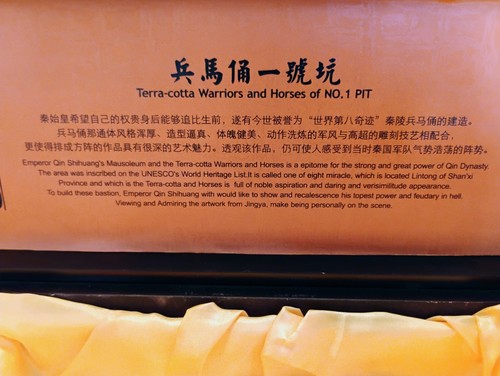 兵馬俑一號坑
Terra-cotta Warriors and Horses of NO.1 PIT
秦始皇希望自己的权贵身后能够追比生前，遂有今世被誉为“世界第八奇迹”秦陵兵马俑的建造。
兵马俑那通体风格浑厚、造型逼真、体魄健美、动作洗炼的军风与高超的雕刻技艺相配合，
更使得排成方阵的作品具有很深的艺术魅力。透观该作品，仍可使人感受到当时秦国军队气势浩荡的阵势。
Emperor Qin Shihuang's Mausoleum and the Terra-cotta Warriors and Horses is a epitome for the strong and great power of Qin Dynasty.
The area was inscribed on the UNESCO's World Heritage List.It is called one of eight miracle, which is located Lintong of Shan'xi
Province and which is the Terra-cotta and Horses is full of noble aspiration and daring and verisimilitude appearance.
To build these bastion, Emperor Qin Shihuang with would like to show and recalescence his topest power and feudary in hell.
Viewing and Admiring the artwork from Jingya, make being personally on the scene.